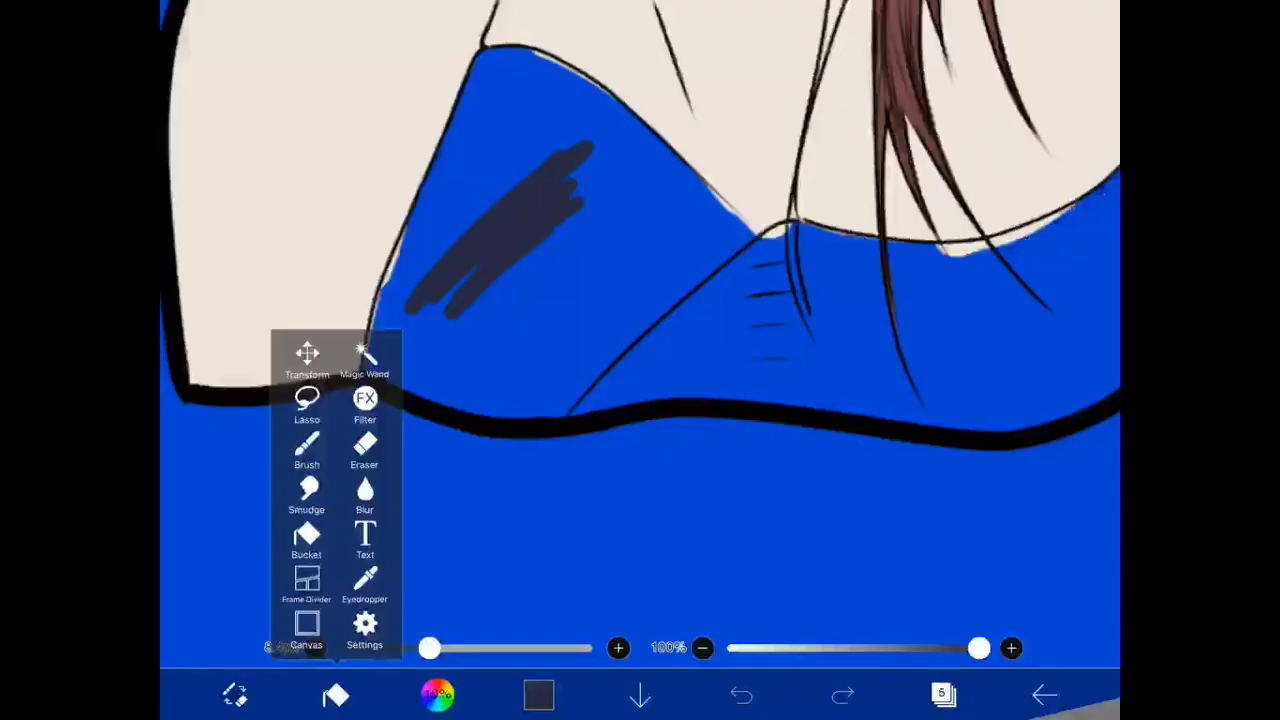 Transform Magic Wand
Lasso Filter
FX
Brush Eraser
Smudge Blur
Bucket Text
Frame Divider Eyedropper
Canvas Settings
100%
5